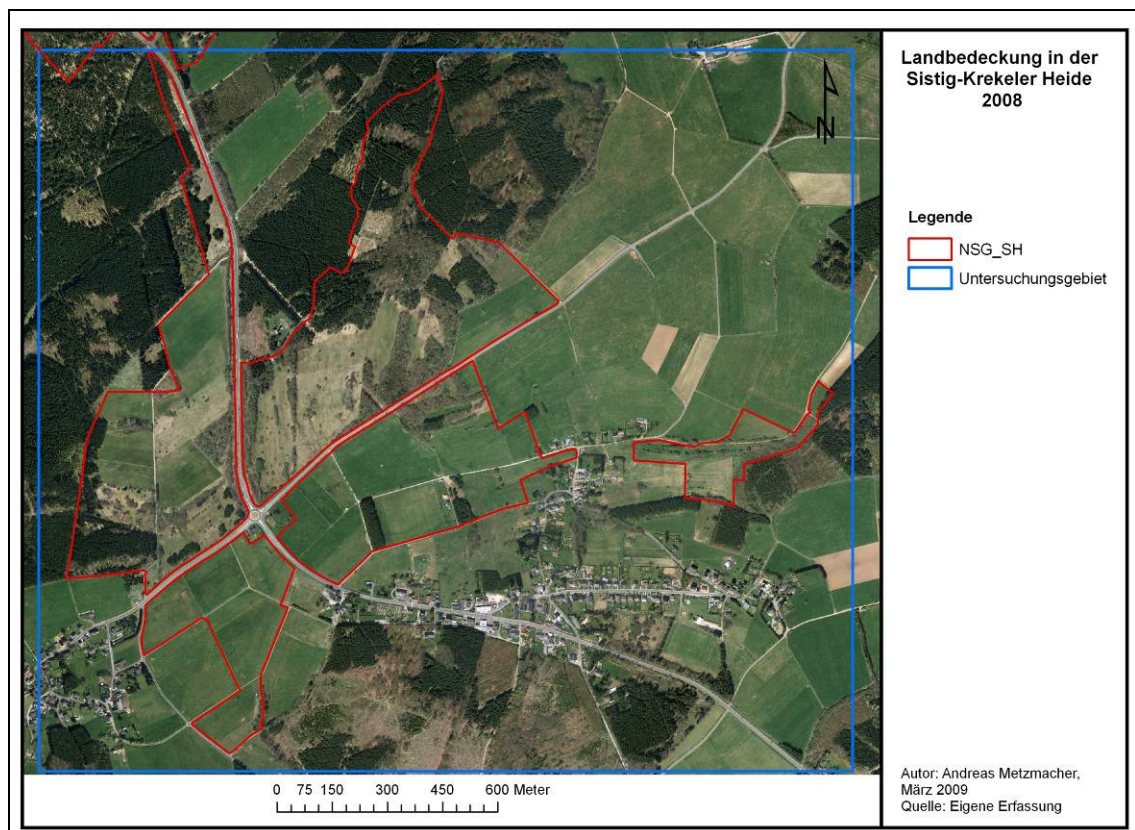 Landbedeckung in der
Sistig-Krekeler Heide
2008
N
Legende
NSG_SH
Untersuchungsgebiet
0 75 150 300 450 600 Meter
Autor: Andreas Metzmacher,
März 2009
Quelle: Eigene Erfassung